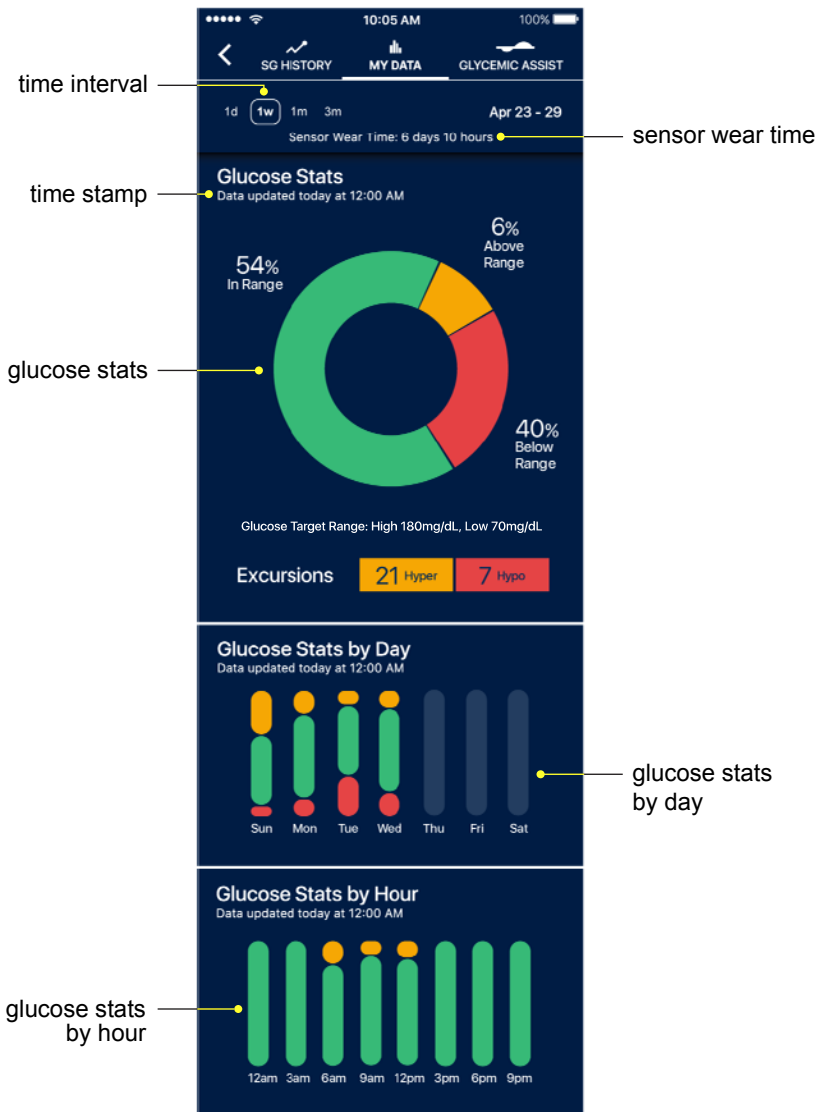 10:05 AM 100%
SG HISTORY MY DATA GLYCEMIC ASSIST
time interval
1d 1w 1m 3m Apr 23 - 29
Sensor Wear Time: 6 days 10 hours
sensor wear time
Glucose Stats
time stamp
Data updated today at 12:00 AM
6%
Above
Range
54%
In Range
glucose stats
40%
Below
Range
Glucose Target Range: High 180mg/dL, Low 70mg/dL
Excursions 21 Hyper 7 Hypo
Glucose Stats by Day
Data updated today at 12:00 AM
glucose stats
by day
Sun Mon Tue Wed Thu Fri Sat
Glucose Stats by Hour
Data updated today at 12:00 AM
glucose stats
by hour
12am 3am 6am 9am 12pm 3pm 6pm 9pm